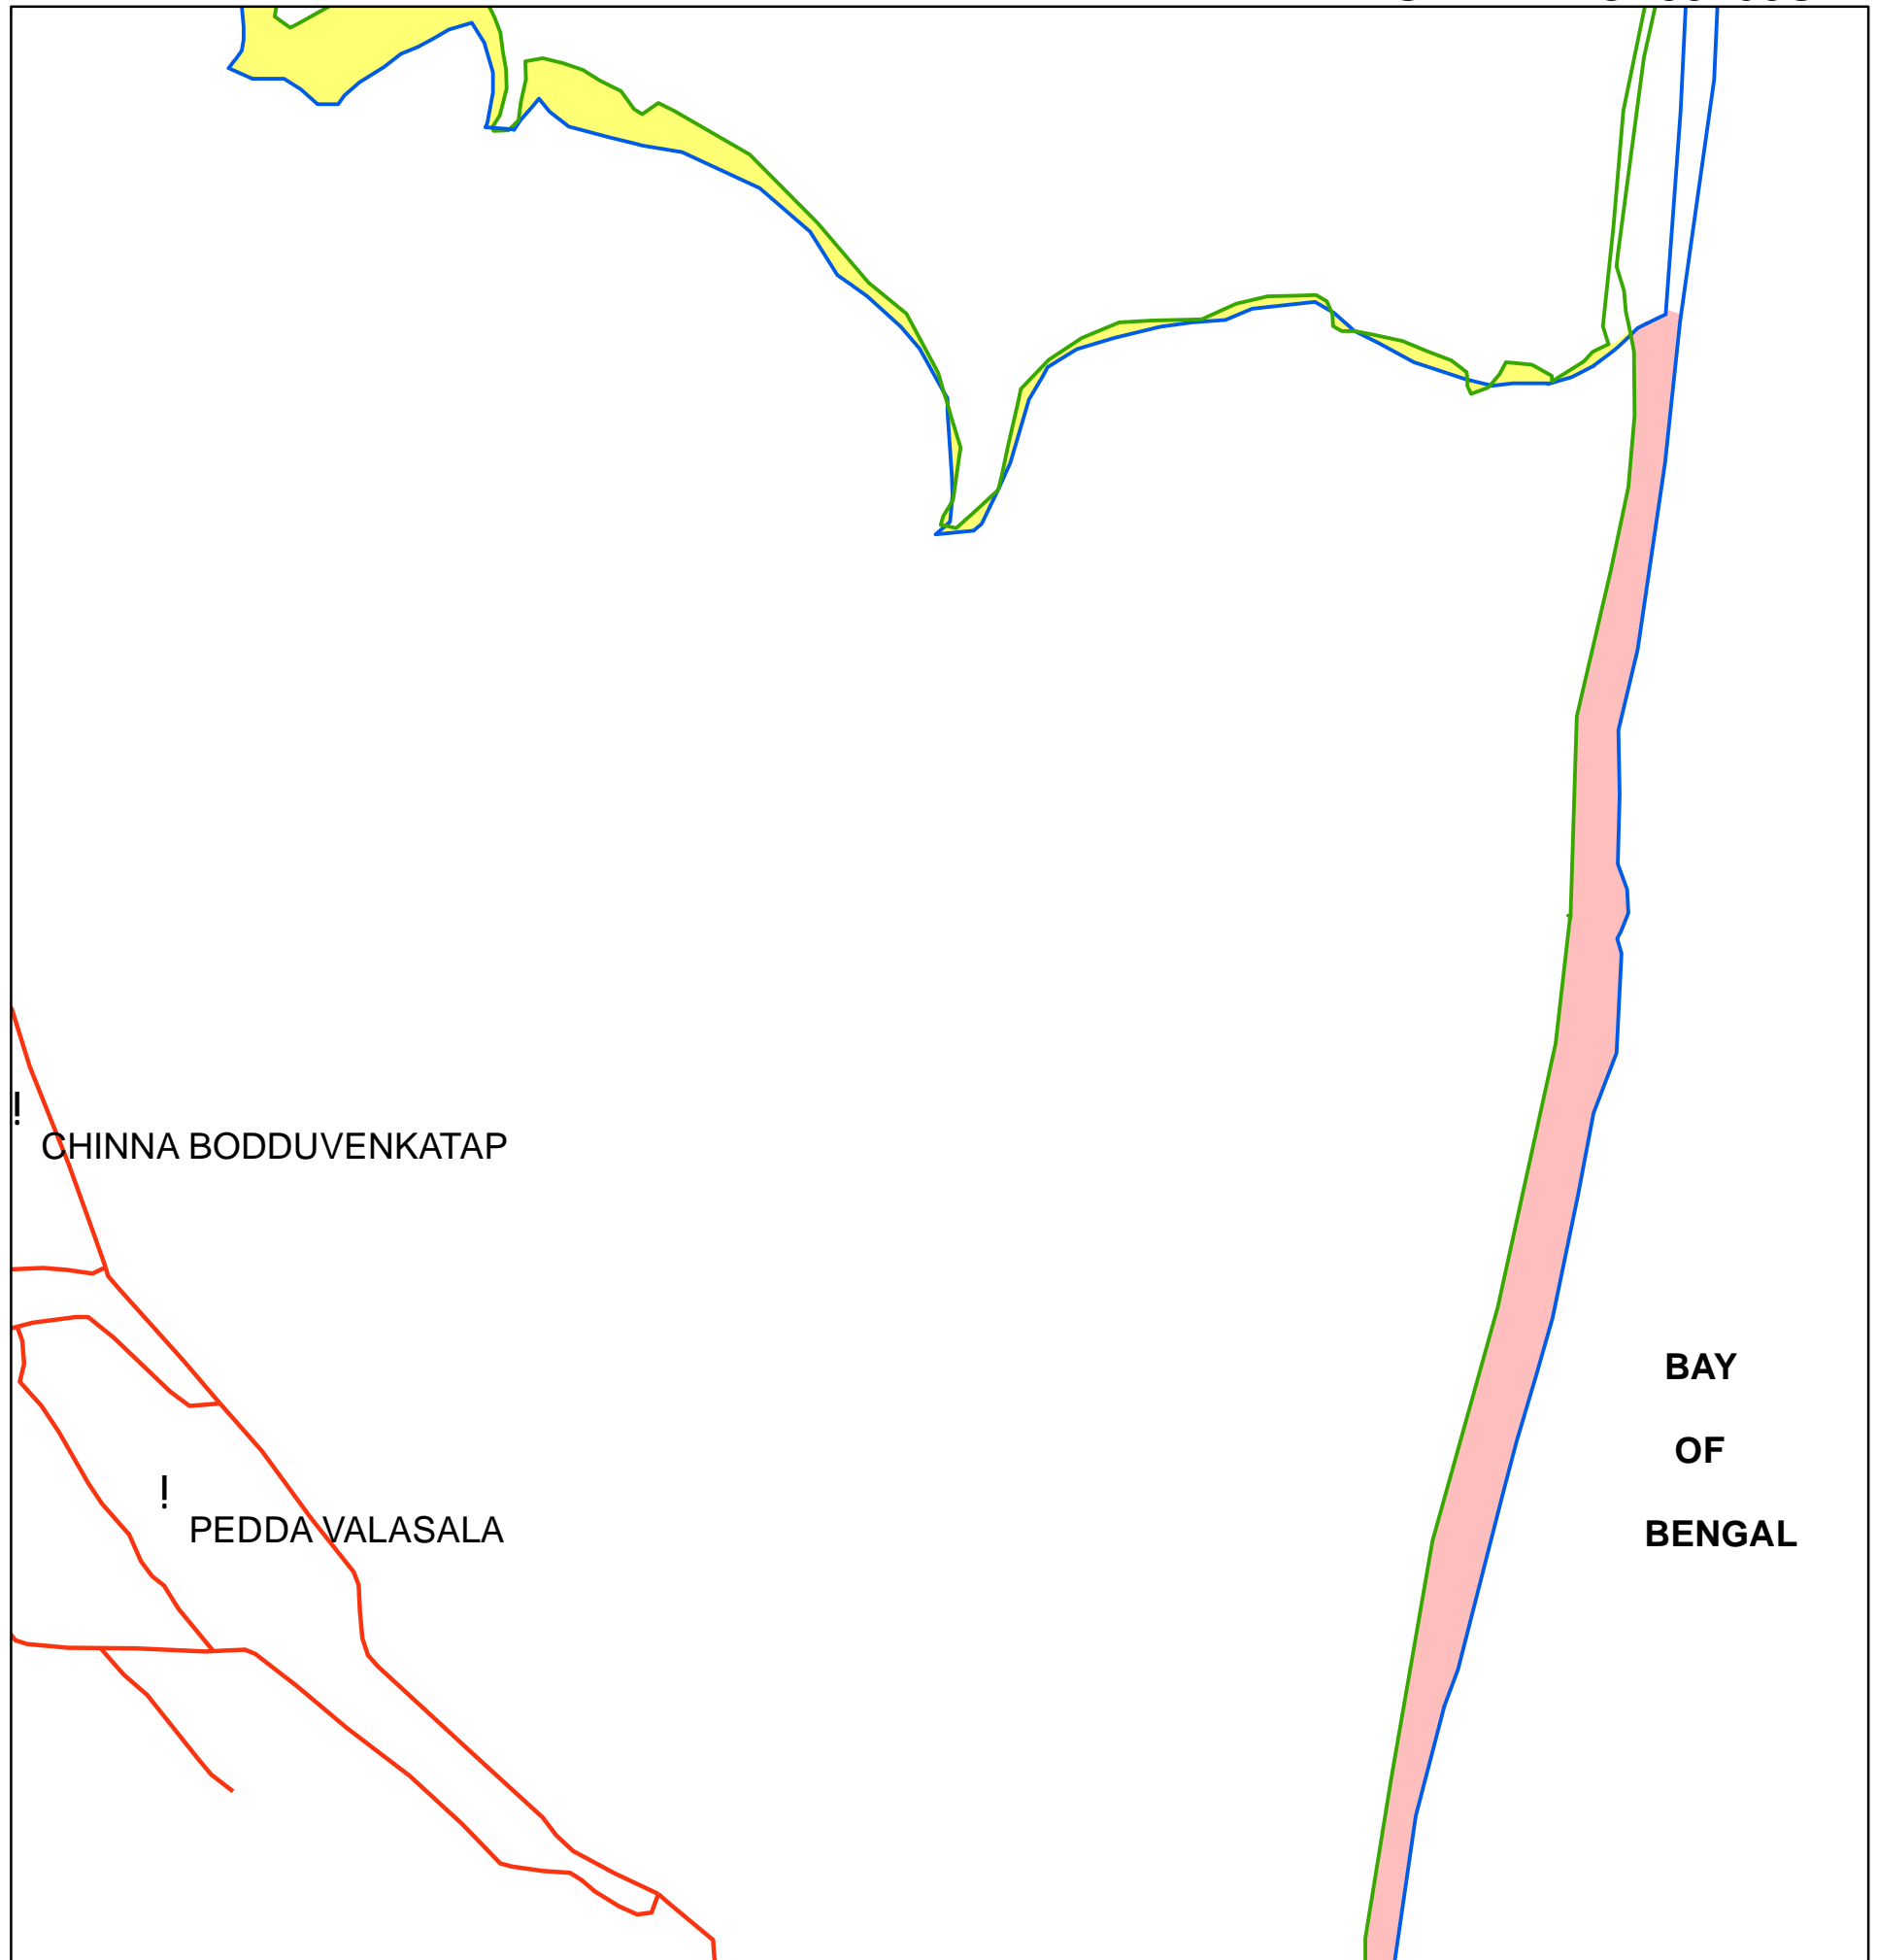 !
CHINNA BODDUVENKATAP
BAY
OF
!
PEDDA VALASALA
BENGAL